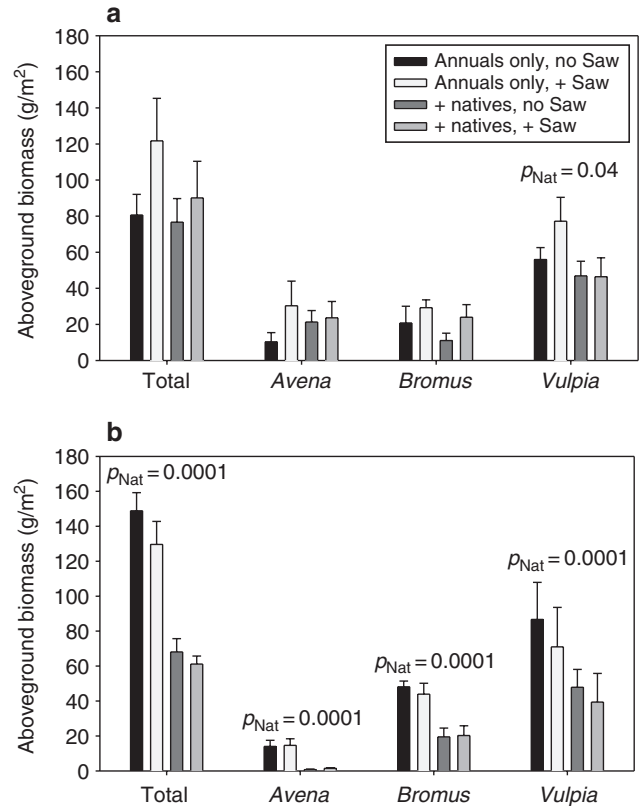 a
180
160
140
120
100
80
60
40
20
0
Aboveground biomass (g/m²)
Annuals only, no Saw
Annuals only, + Saw
+ natives, no Saw
+ natives, + Saw
pNat = 0.04
Total Avena Bromus Vulpia
b
180
160
140
120
100
80
60
40
20
0
Aboveground biomass (g/m²)
pNat = 0.0001
pNat = 0.0001
pNat = 0.0001
pNat = 0.0001
Total Avena Bromus Vulpia